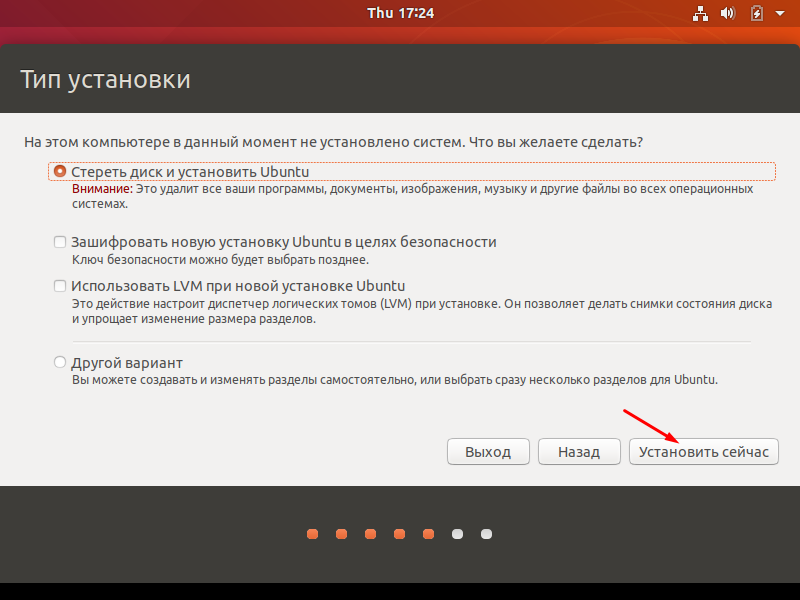 Thu 17:24
Тип установки
На этом компьютере в данный момент не установлено систем. Что вы желаете сделать?
Стереть диск и установить Ubuntu
Внимание: Это удалит все ваши программы, документы, изображения, музыку и другие файлы во всех операционных
системах.
Зашифровать новую установку Ubuntu в целях безопасности
Ключ безопасности можно будет выбрать позднее.
Использовать LVM при новой установке Ubuntu
Это действие настроит диспетчер логических томов (LVM) при установке. Он позволяет делать снимки состояния диска
и упрощает изменение размера разделов.
Другой вариант
Вы можете создавать и изменять разделы самостоятельно, или выбрать сразу несколько разделов для Ubuntu.
Выход Назад Установить сейчас